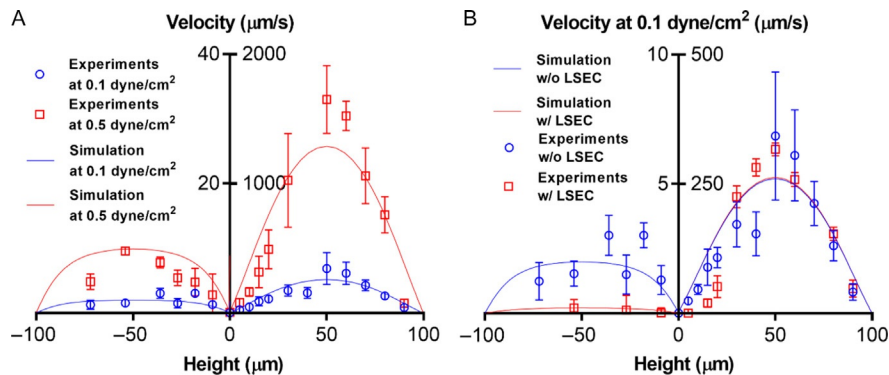 A
Velocity (μm/s)
40
2000
20
1000
Experiments
at 0.1 dyne/cm²
Experiments
at 0.5 dyne/cm²
Simulation
at 0.1 dyne/cm²
Simulation
at 0.5 dyne/cm²
–100
–50
0
50
100
Height (μm)
B
Velocity at 0.1 dyne/cm² (μm/s)
10
500
5
250
Simulation
w/o LSEC
Simulation
w/ LSEC
Experiments
w/o LSEC
Experiments
w/ LSEC
–100
–50
0
50
100
Height (μm)